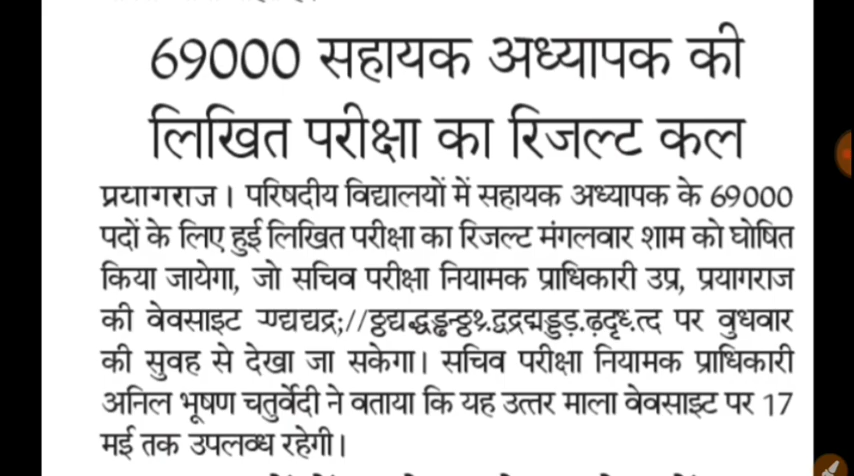 69000 सहायक अध्यापक की
लिखित परीक्षा का रिजल्ट कल
प्रयागराज। परिषदीय विद्यालयों में सहायक अध्यापक के 69000
पदों के लिए हुई लिखित परीक्षा का रिजल्ट मंगलवार शाम को घोषित
किया जायेगा, जो सचिव परीक्षा नियामक प्राधिकारी उप्र, प्रयागराज
की वेवसाइट पर वुधवार
की सुवह से देखा जा सकेगा। सचिव परीक्षा नियामक प्राधिकारी
अनिल भूषण चतुर्वेदी ने वताया कि यह उत्तर माला वेवसाइट पर 17
मई तक उपलव्ध रहेगी।